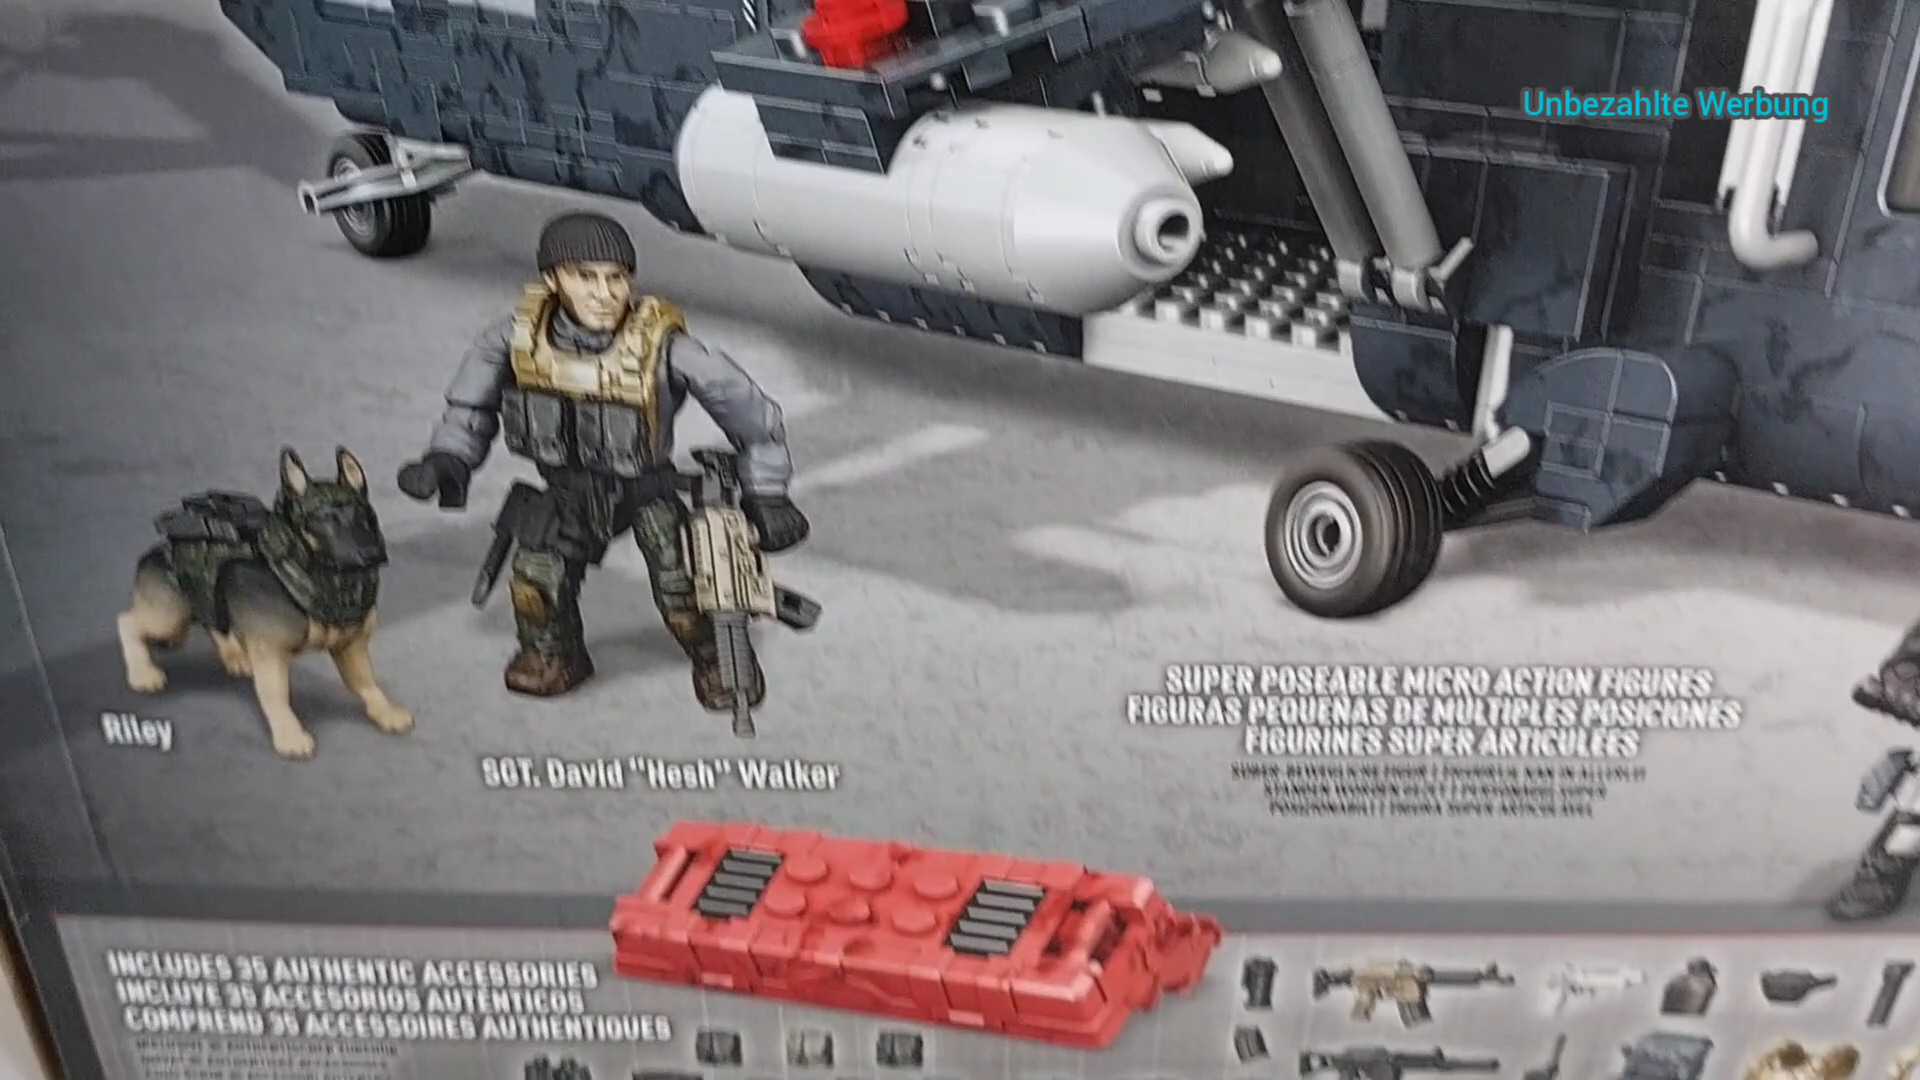 Unbezahlte Werbung
Riley
SGT. David "Hesh" Walker
SUPER POSEABLE MICRO ACTION FIGURES
FIGURAS PEQUEÑAS DE MÚLTIPLES POSICIONES
FIGURINES SUPER ARTICULÉES
INCLUDES 35 AUTHENTIC ACCESSORIES
INCLUYE 35 ACCESORIOS AUTÉNTICOS
COMPREND 35 ACCESSOIRES AUTHENTIQUES